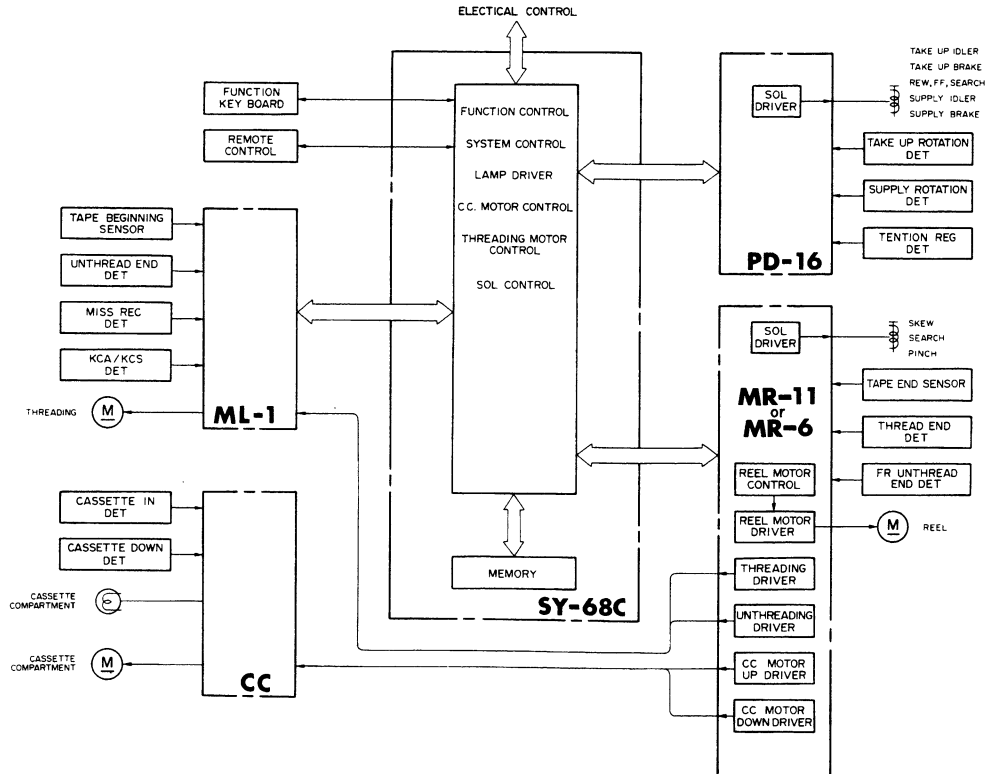 ELECTICAL CONTROL
FUNCTION
KEY BOARD
REMOTE
CONTROL
FUNCTION CONTROL
SYSTEM CONTROL
LAMP DRIVER
C.C. MOTOR CONTROL
THREADING MOTOR
CONTROL
SOL CONTROL
MEMORY
SY-68C
TAPE BEGINNING
SENSOR
UNTHREAD END
DET
MISS REC
DET
KCA/KCS
DET
THREADING
M
ML-1
CASSETTE IN
DET
CASSETTE DOWN
DET
CASSETTE
COMPARTMENT
CASSETTE
COMPARTMENT
M
CC
SOL
DRIVER
TAKE UP IDLER
TAKE UP BRAKE
REW, FF, SEARCH
SUPPLY IDLER
SUPPLY BRAKE
TAKE UP ROTATION
DET
SUPPLY ROTATION
DET
TENTION REG
DET
PD-16
SOL
DRIVER
SKEW
SEARCH
PINCH
MR-11
or
MR-6
TAPE END SENSOR
THREAD END
DET
FR UNTHREAD
END DET
REEL MOTOR
CONTROL
REEL MOTOR
DRIVER
M
REEL
THREADING
DRIVER
UNTHREADING
DRIVER
CC MOTOR
UP DRIVER
CC MOTOR
DOWN DRIVER